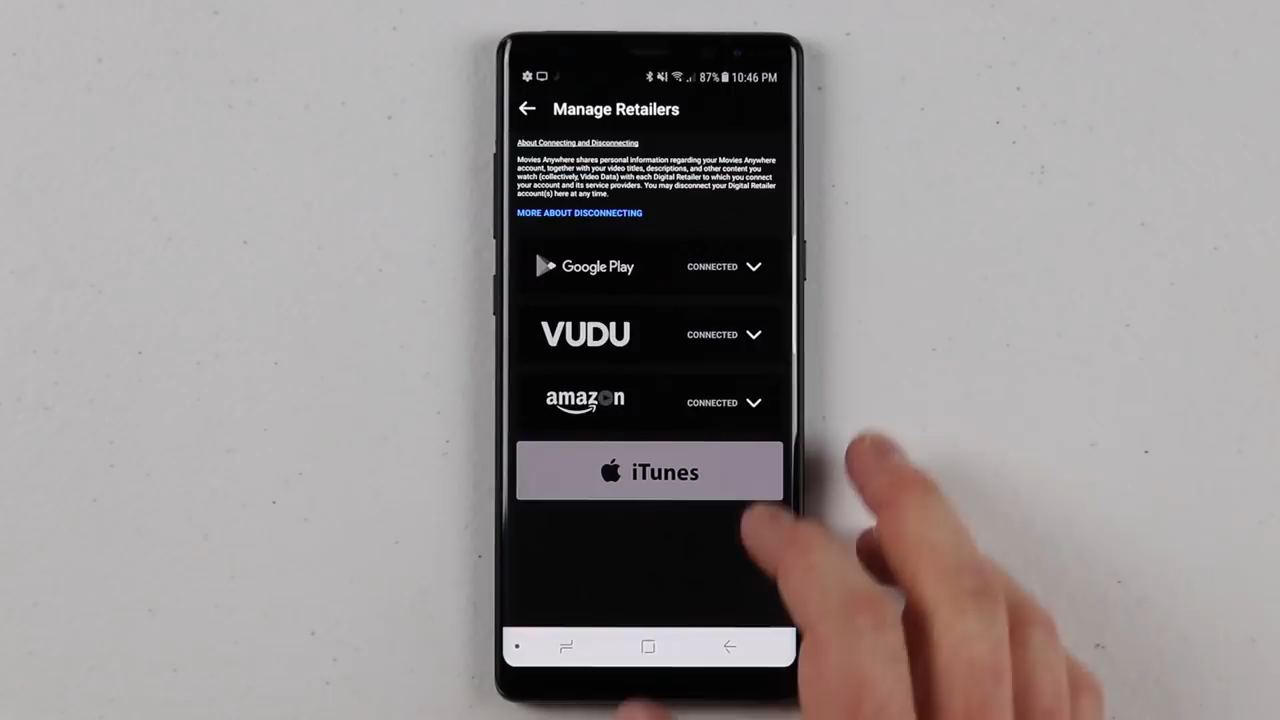 87% 10:46 PM
Manage Retailers
About Connecting and Disconnecting
Movies Anywhere shares personal information regarding your Movies Anywhere
account, together with your video titles, descriptions, and other content you
watch (collectively, Video Data) with each Digital Retailer to which you connect
your account and its service providers. You may disconnect your Digital Retailer
account(s) here at any time.
MORE ABOUT DISCONNECTING
Google Play CONNECTED
VUDU CONNECTED
amazon CONNECTED
iTunes